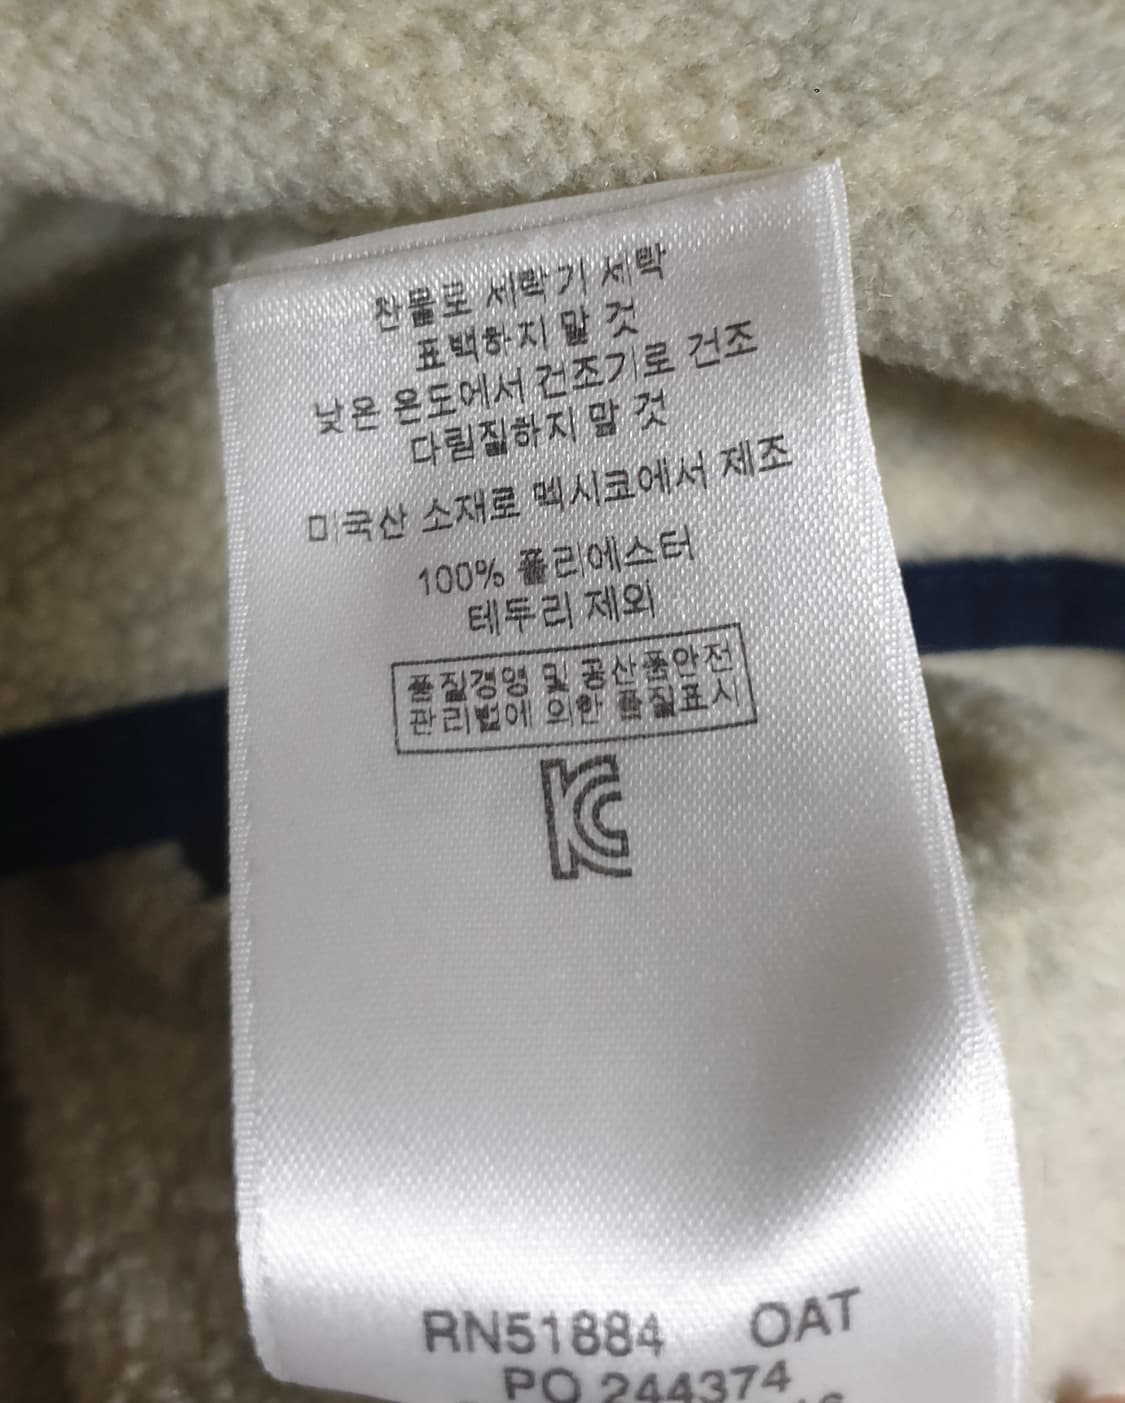 찬물로 세탁기 세탁
표백하지 말 것
낮은 온도에서 건조기로 건조
다림질하지 말 것
미국산 소재로 멕시코에서 제조
100% 폴리에스터
테두리 제외
품질경영 및 공산품안전
관리법에 의한 품질표시
KC
RN51884 OAT
PO 244374